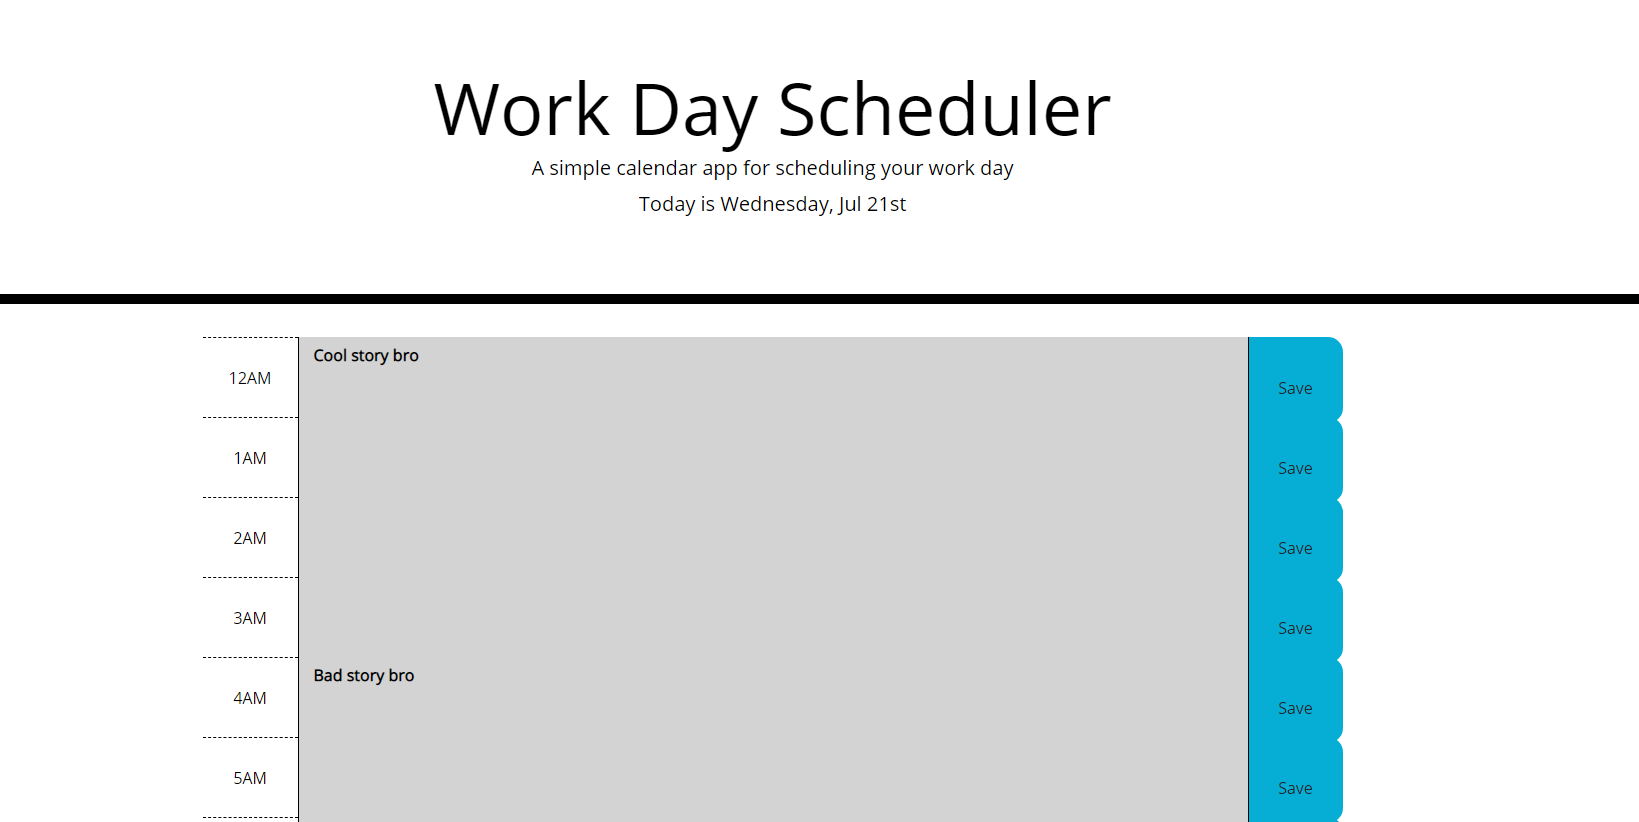 Work Day Scheduler
A simple calendar app for scheduling your work day
Today is Wednesday, Jul 21st
12AM
Cool story bro
Save
1AM
Save
2AM
Save
3AM
Save
4AM
Bad story bro
Save
5AM
Save